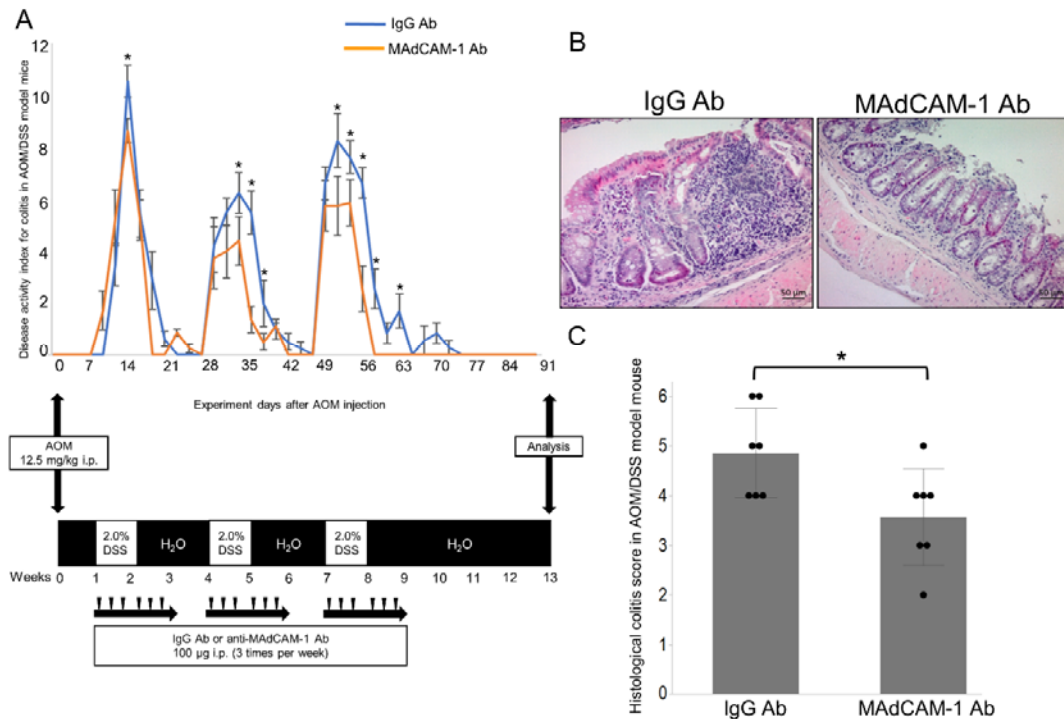 A
IgG Ab
MAdCAM-1 Ab
Disease activity index for colitis in AOM/DSS model mice
12
10
8
6
4
2
0
*
*
*
*
*
*
*
*
*
0 7 14 21 28 35 42 49 56 63 70 77 84 91
Experiment days after AOM injection
AOM
12.5 mg/kg i.p.
Analysis
2.0%
DSS
H₂O
2.0%
DSS
H₂O
2.0%
DSS
H₂O
Weeks 0 1 2 3 4 5 6 7 8 9 10 11 12 13
IgG Ab or anti-MAdCAM-1 Ab
100 µg i.p. (3 times per week)
B
IgG Ab
MAdCAM-1 Ab
50 µm
50 µm
C
*
Histological colitis score in AOM/DSS model mouse
6
5
4
3
2
1
0
IgG Ab
MAdCAM-1 Ab